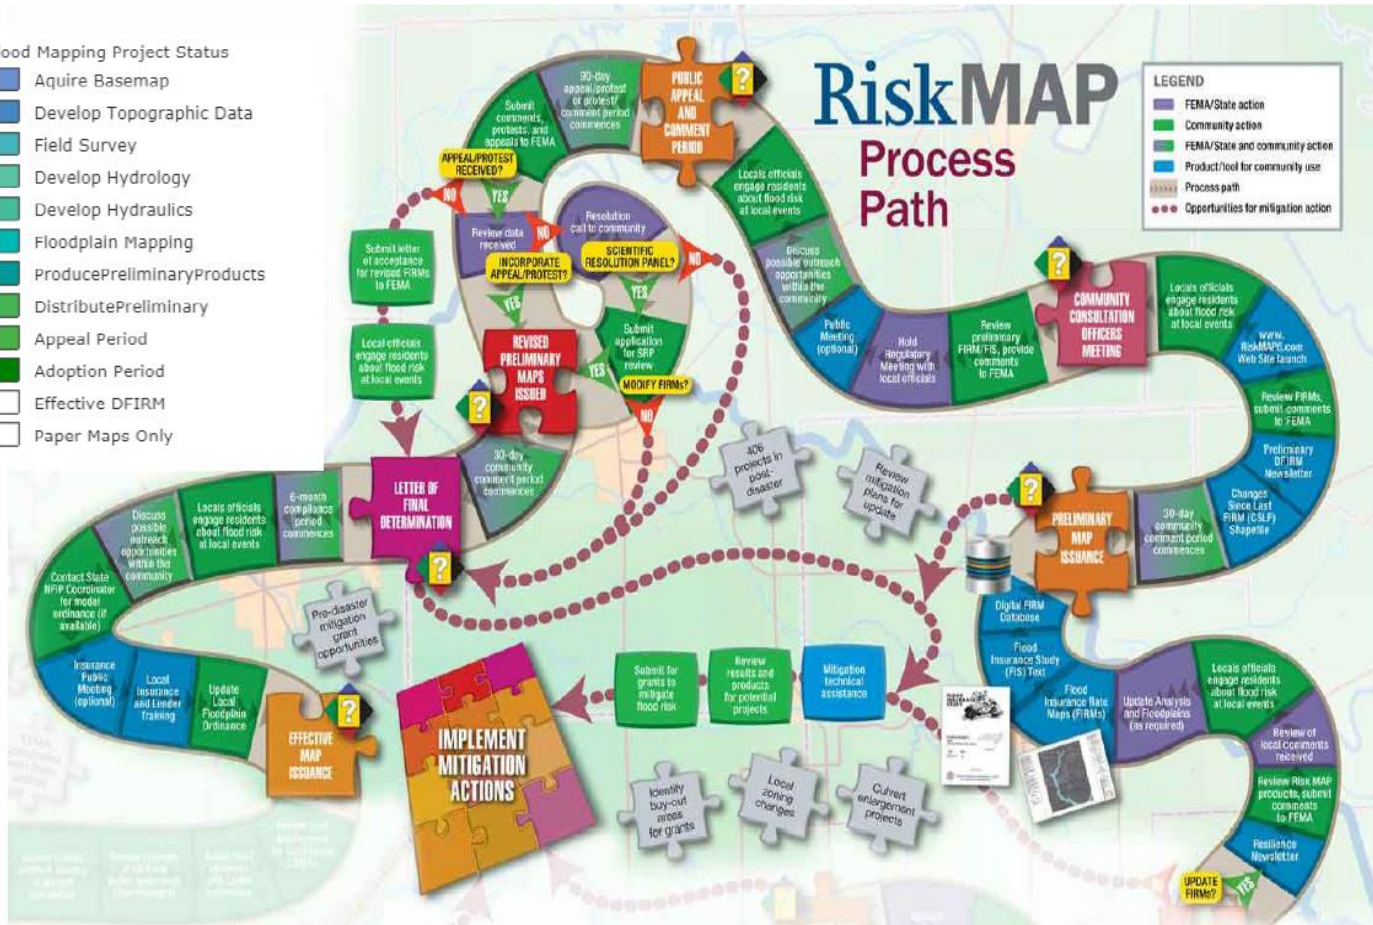 ood Mapping Project Status
Aquire Basemap
Develop Topographic Data
Field Survey
Develop Hydrology
Develop Hydraulics
Floodplain Mapping
ProducePreliminaryProducts
DistributePreliminary
Appeal Period
Adoption Period
Effective DFIRM
Paper Maps Only
RiskMAP
Process
Path
LEGEND
FEMA/State action
Community action
FEMA/State and community action
Product/tool for community use
Process path
Opportunities for mitigation action
UPDATE
FIRMs?
YES
Resilience
Newsletter
Review Risk MAP
products, submit
comments
to FEMA
Review of
local comments
received
Locals officials
engage residents
about flood risk
at local events
Update Analysis
and Floodplains
(as required)
Flood
Insurance Rate
Maps (FIRMs)
Flood
Insurance Study
(FIS) Text
Digital FIRM
Database
?
PRELIMINARY
MAP
ISSUANCE
30-day
community
comment period
commences
Changes
Since Last
FIRM (CSLF)
Shapefile
Preliminary
DFIRM
Newsletter
Review FIRMs,
submit comments
to FEMA
www.
RiskMAP6.com
Web Site launch
Locals officials
engage residents
about flood risk
at local events
?
COMMUNITY
CONSULTATION
OFFICERS
MEETING
Review
preliminary
FIRM/FIS, provide
comments
to FEMA
Hold
Regulatory
Meeting with
local officials
Public
Meeting
(optional)
Discuss
possible outreach
opportunities
within the
community
Locals officials
engage residents
about flood risk
at local events
?
PUBLIC
APPEAL
AND
COMMENT
PERIOD
90-day
appeal/protest
or protest/
comment period
commences
Submit
comments,
protests, and
appeals to FEMA
APPEAL/PROTEST
RECEIVED?
NO
YES
Submit letter
of acceptance
for revised FIRMs
to FEMA
Local officials
engage residents
about flood risk
at local events
Review data
received
NO
INCORPORATE
APPEAL/PROTEST?
YES
Resolution
call to community
SCIENTIFIC
RESOLUTION PANEL?
NO
YES
Submit
application
for SRP
review
YES
MODIFY FIRMs?
NO
REVISED
PRELIMINARY
MAPS
ISSUED
?
30-day
community
comment period
commences
LETTER OF
FINAL
DETERMINATION
?
6-month
compliance
period
commences
Locals officials
engage residents
about flood risk
at local events
Discuss
possible
outreach
opportunities
within the
community
Contact State
NFIP Coordinator
for model
ordinance (if
available)
Insurance
Public
Meeting
(optional)
Local
Insurance
and Lender
Training
Update
Local
Floodplain
Ordinance
EFFECTIVE
MAP
ISSUANCE
?
406
projects in
post-
disaster
Review
mitigation
plans for
update
Pre-disaster
mitigation
grant
opportunities
Mitigation
technical
assistance
Review
results and
products
for potential
projects
Submit for
grants to
mitigate
flood risk
IMPLEMENT
MITIGATION
ACTIONS
Identify
buy-out
areas
for grants
Local
zoning
changes
Culvert
enlargement
projects